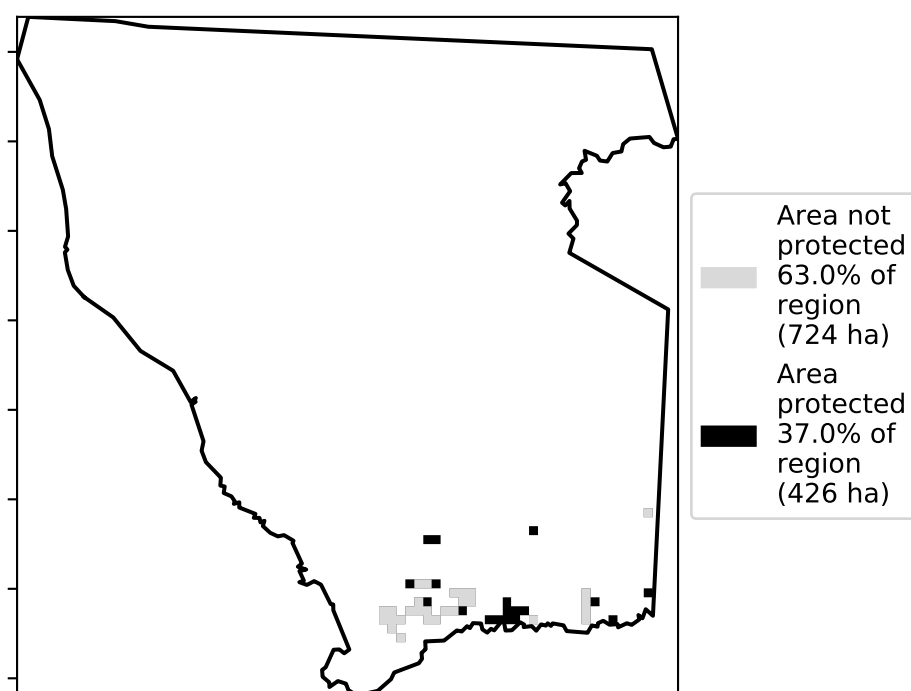 Area not
protected
63.0% of
region
(724 ha)
Area
protected
37.0% of
region
(426 ha)